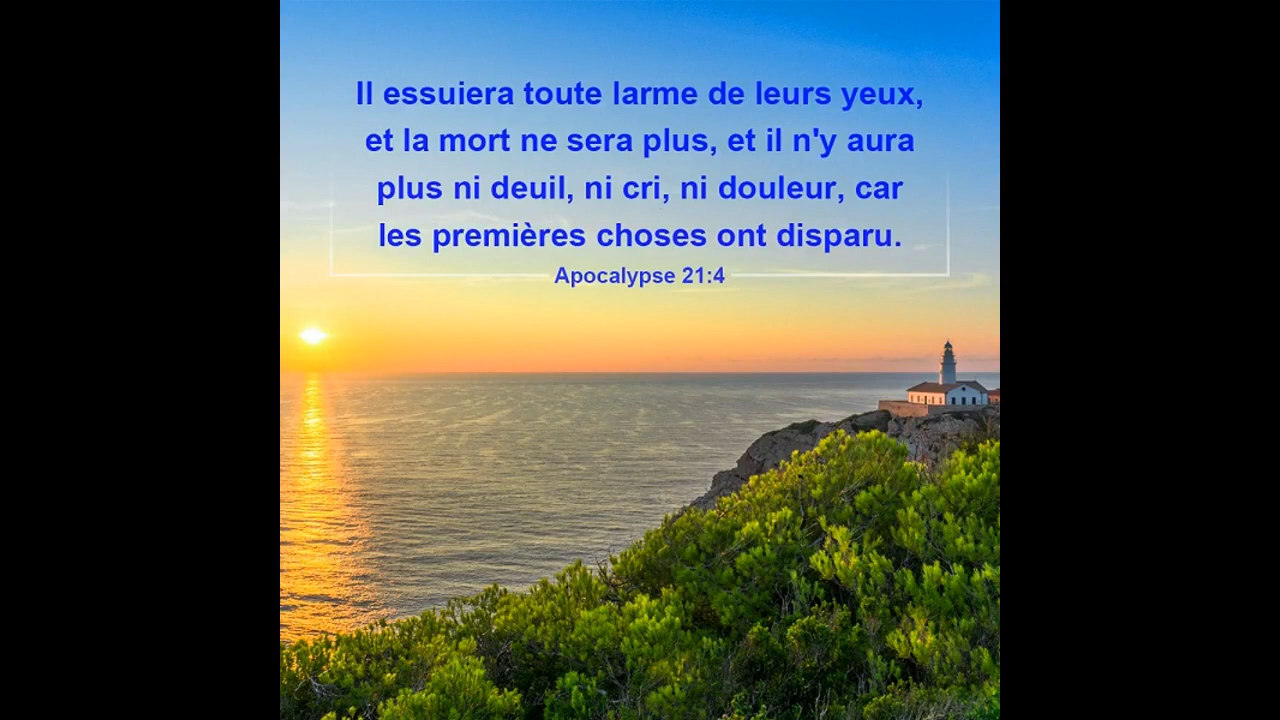 Il essuiera toute larme de leurs yeux,
et la mort ne sera plus, et il n'y aura
plus ni deuil, ni cri, ni douleur, car
les premières choses ont disparu.
Apocalypse 21:4